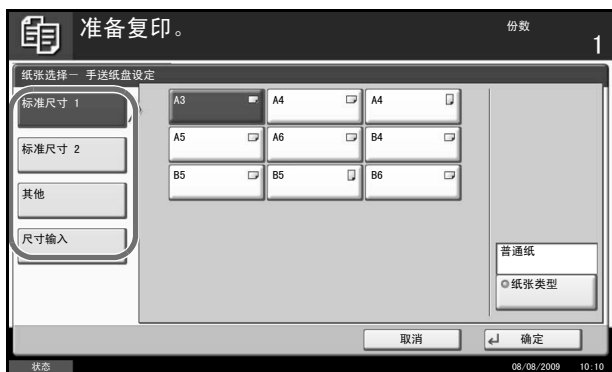 准备复印。
份数
1
纸张选择－ 手送纸盘设定
标准尺寸 1
标准尺寸 2
其他
尺寸输入
A3
A4
A4
A5
A6
B4
B5
B5
B6
普通纸
纸张类型
取消
确定
状态
08/08/2009 10:10